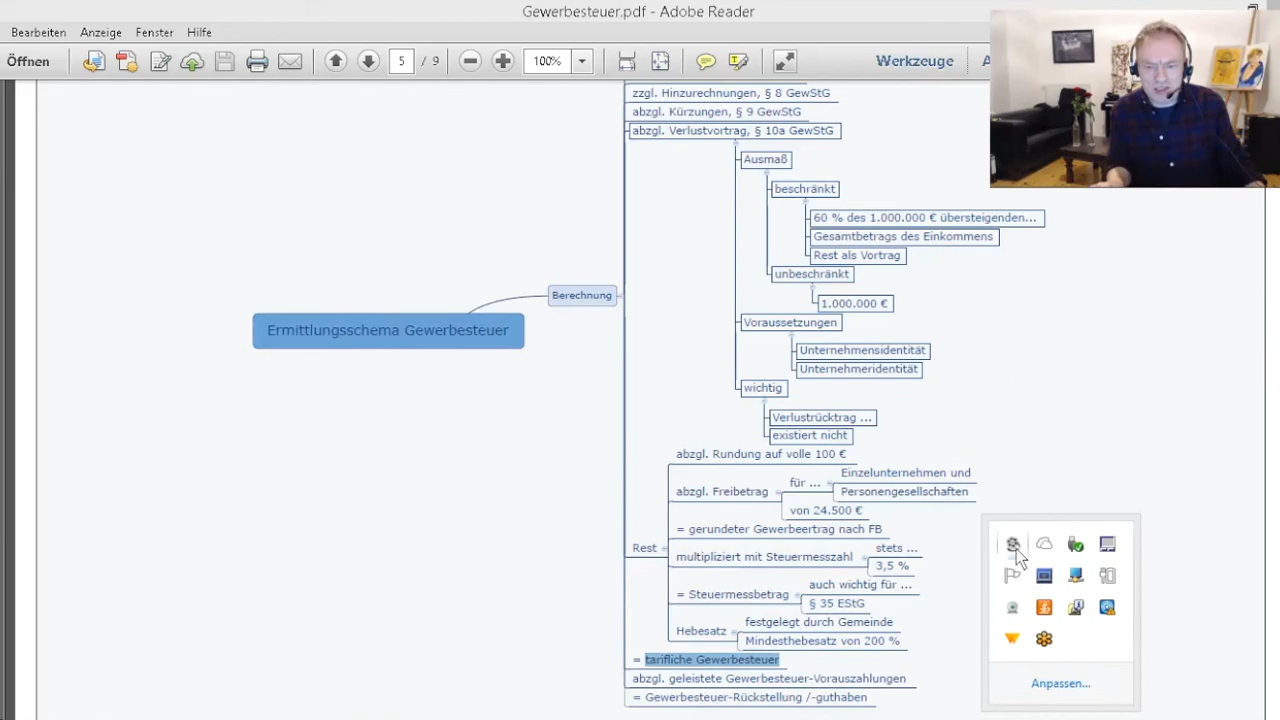 Gewerbesteuer.pdf - Adobe Reader
Bearbeiten Anzeige Fenster Hilfe
Öffnen 5 / 9 100% Werkzeuge
zzgl. Hinzurechnungen, § 8 GewStG
abzgl. Kürzungen, § 9 GewStG
abzgl. Verlustvortrag, § 10a GewStG
Ausmaß
beschränkt
60 % des 1.000.000 € übersteigenden...
Gesamtbetrags des Einkommens
Rest als Vortrag
unbeschränkt
1.000.000 €
Berechnung
Ermittlungsschema Gewerbesteuer
Voraussetzungen
Unternehmensidentität
Unternehmeridentität
wichtig
Verlustrücktrag ...
existiert nicht
abzgl. Rundung auf volle 100 €
abzgl. Freibetrag für ... Einzelunternehmen und
Personengesellschaften
von 24.500 €
= gerundeter Gewerbeertrag nach FB
Rest
multipliziert mit Steuermesszahl stets ...
3,5 %
= Steuermessbetrag auch wichtig für ...
§ 35 EStG
Hebesatz festgelegt durch Gemeinde
Mindesthebesatz von 200 %
= tarifliche Gewerbesteuer
abzgl. geleistete Gewerbesteuer-Vorauszahlungen
= Gewerbesteuer-Rückstellung /-guthaben
Anpassen...